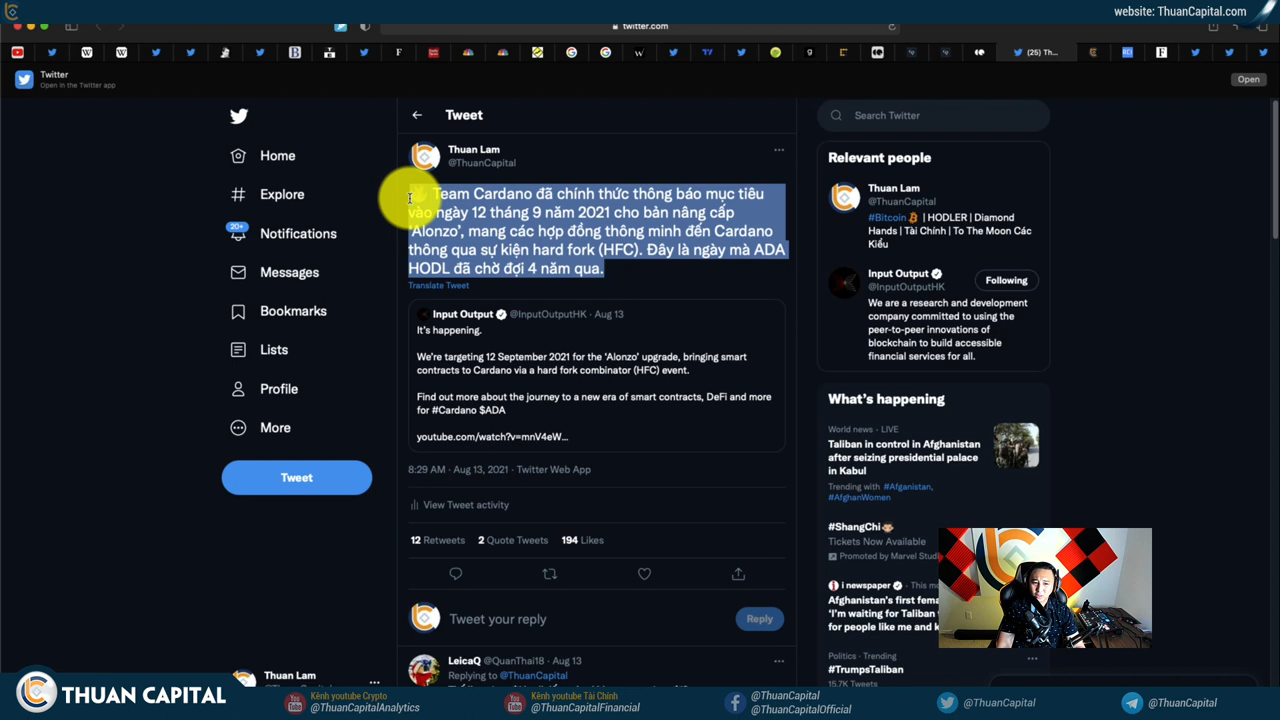 website: ThuanCapital.com
twitter.com
(25) Th...
Twitter
Open in the Twitter app
Open
Home
Explore
20+
Notifications
Messages
Bookmarks
Lists
Profile
More
Tweet
Thuan Lam
Tweet
Thuan Lam
@ThuanCapital
Team Cardano đã chính thức thông báo mục tiêu
vào ngày 12 tháng 9 năm 2021 cho bản nâng cấp
'Alonzo', mang các hợp đồng thông minh đến Cardano
thông qua sự kiện hard fork (HFC). Đây là ngày mà ADA
HODL đã chờ đợi 4 năm qua.
Translate Tweet
Input Output @InputOutputHK · Aug 13
It's happening.
We're targeting 12 September 2021 for the 'Alonzo' upgrade, bringing smart
contracts to Cardano via a hard fork combinator (HFC) event.
Find out more about the journey to a new era of smart contracts, DeFi and more
for #Cardano $ADA
youtube.com/watch?v=mnV4eW...
8:29 AM · Aug 13, 2021 · Twitter Web App
View Tweet activity
12 Retweets 2 Quote Tweets 194 Likes
Tweet your reply
Reply
LeicaQ @QuanThai18 · Aug 13
Replying to @ThuanCapital
Search Twitter
Relevant people
Thuan Lam
@ThuanCapital
#Bitcoin | HODLER | Diamond
Hands | Tài Chính | To The Moon Các
Kiểu
Input Output
@InputOutputHK
Following
We are a research and development
company committed to using the
peer-to-peer innovations of
blockchain to build accessible
financial services for all.
What's happening
World news · LIVE
Taliban in control in Afghanistan
after seizing presidential palace
in Kabul
Trending with #Afganistan,
#AfghanWomen
#ShangChi
Tickets Now Available
Promoted by Marvel Studi
i newspaper · This mo
Afghanistan's first fema
'I'm waiting for Taliban
for people like me and k
Politics · Trending
#TrumpsTaliban
15.7K Tweets
THUAN CAPITAL
Kênh youtube Crypto
@ThuanCapitalAnalytics
Kênh youtube Tài Chính
@ThuanCapitalFinancial
@ThuanCapital
@ThuanCapitalOfficial
@ThuanCapital
@ThuanCapital